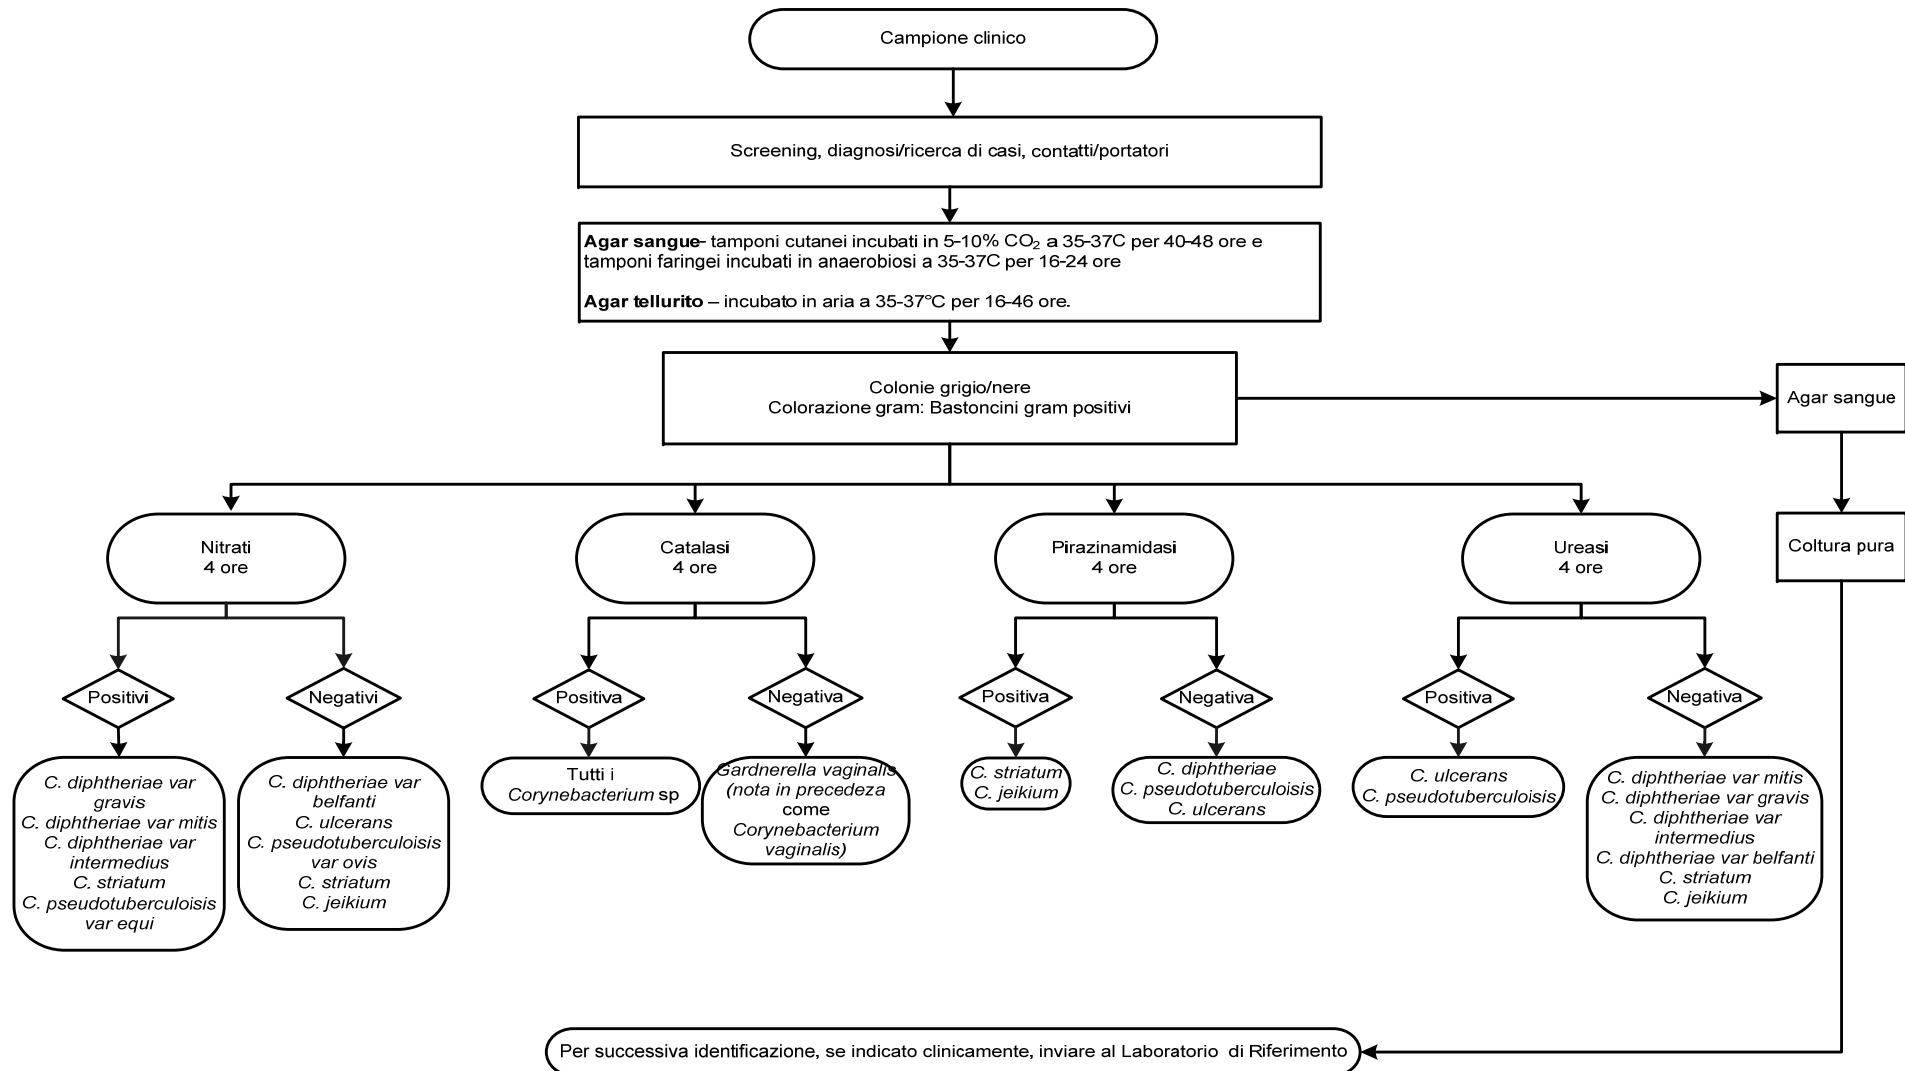 Campione clinico
Screening, diagnosi/ricerca di casi, contatti/portatori
Agar sangue- tamponi cutanei incubati in 5-10% CO₂ a 35-37C per 40-48 ore e
tamponi faringei incubati in anaerobiosi a 35-37C per 16-24 ore
Agar tellurito – incubato in aria a 35-37ºC per 16-46 ore.
Colonie grigio/nere
Colorazione gram: Bastoncini gram positivi
Agar sangue
Coltura pura
Nitrati
4 ore
Catalasi
4 ore
Pirazinamidasi
4 ore
Ureasi
4 ore
Positivi
Negativi
Positiva
Negativa
Positiva
Negativa
Positiva
Negativa
C. diphtheriae var
gravis
C. diphtheriae var mitis
C. diphtheriae var
intermedius
C. striatum
C. pseudotuberculoisis
var equi
C. diphtheriae var
belfanti
C. ulcerans
C. pseudotuberculoisis
var ovis
C. striatum
C. jeikium
Tutti i
Corynebacterium sp
Gardnerella vaginalis
(nota in precedeza
come
Corynebacterium
vaginalis)
C. striatum
C. jeikium
C. diphtheriae
C. pseudotuberculoisis
C. ulcerans
C. ulcerans
C. pseudotuberculoisis
C. diphtheriae var mitis
C. diphtheriae var gravis
C. diphtheriae var
intermedius
C. diphtheriae var belfanti
C. striatum
C. jeikium
Per successiva identificazione, se indicato clinicamente, inviare al Laboratorio di Riferimento